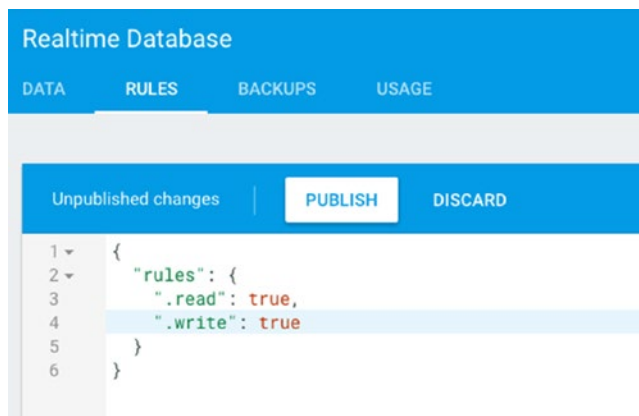 Realtime Database
DATA RULES BACKUPS USAGE
Unpublished changes PUBLISH DISCARD
1 {
2 "rules": {
3 ".read": true,
4 ".write": true
5 }
6 }